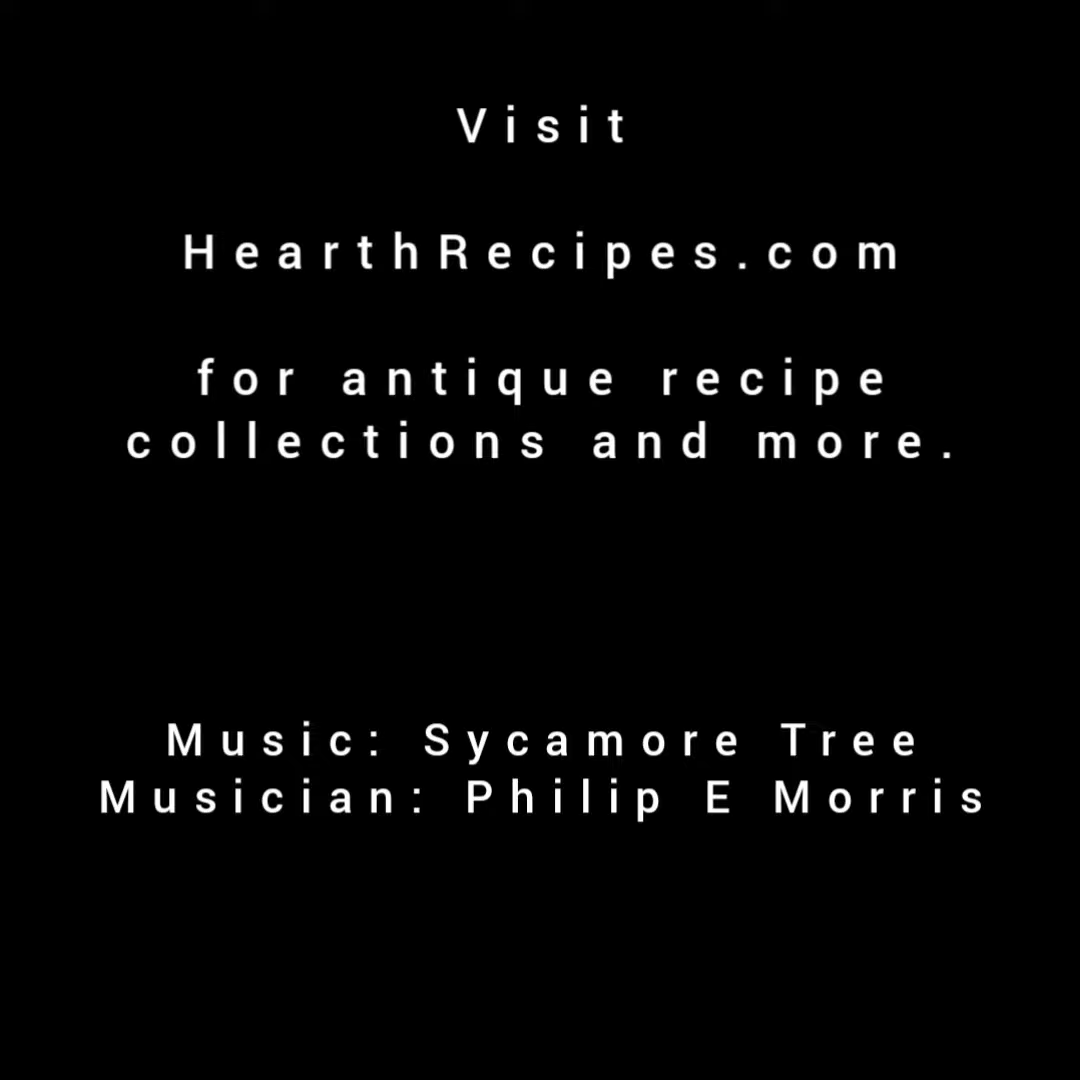 Visit
HearthRecipes.com
for antique recipe
collections and more.
Music: Sycamore Tree
Musician: Philip E Morris